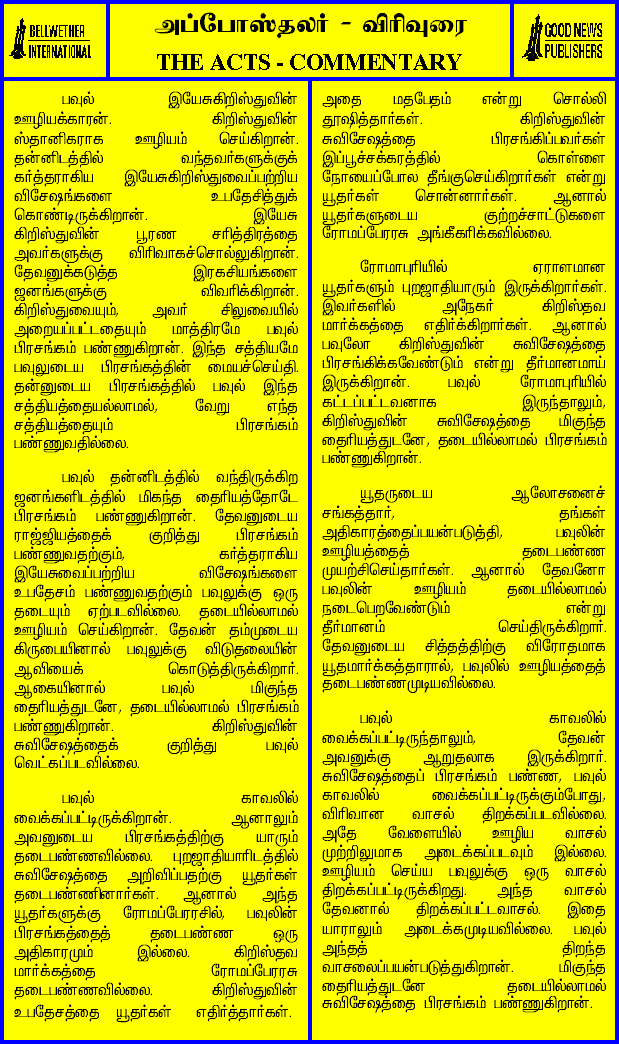 BELLWETHER
INTERNATIONAL
அப்போஸ்தலர் - விரிவுரை
THE ACTS - COMMENTARY
GOOD NEWS
PUBLISHERS
பவுல் இயேசுகிறிஸ்துவின்
ஊழியக்காரன். கிறிஸ்துவின்
ஸ்தானிகராக ஊழியம் செய்கிறான்.
தன்னிடத்தில் வந்தவர்களுக்குக்
கர்த்தராகிய இயேசுகிறிஸ்துவைப்பற்றிய
விசேஷங்களை உபதேசித்துக்
கொண்டிருக்கிறான். இயேசு
கிறிஸ்துவின் பூரண சரித்திரத்தை
அவர்களுக்கு விரிவாகச்சொல்லுகிறான்.
தேவனுக்கடுத்த இரகசியங்களை
ஜனங்களுக்கு விவரிக்கிறான்.
கிறிஸ்துவையும், அவர் சிலுவையில்
அறையப்பட்டதையும் மாத்திரமே பவுல்
பிரசங்கம் பண்ணுகிறான். இந்த சத்தியமே
பவுலுடைய பிரசங்கத்தின் மையச்செய்தி.
தன்னுடைய பிரசங்கத்தில் பவுல் இந்த
சத்தியத்தையல்லாமல், வேறு எந்த
சத்தியத்தையும் பிரசங்கம்
பண்ணுவதில்லை.
பவுல் தன்னிடத்தில் வந்திருக்கிற
ஜனங்களிடத்தில் மிகந்த தைரியத்தோடே
பிரசங்கம் பண்ணுகிறான். தேவனுடைய
ராஜ்ஜியத்தைக் குறித்து பிரசங்கம்
பண்ணுவதற்கும், கர்த்தராகிய
இயேசுவைப்பற்றிய விசேஷங்களை
உபதேசம் பண்ணுவதற்கும் பவுலுக்கு ஒரு
தடையும் ஏற்படவில்லை. தடையில்லாமல்
ஊழியம் செய்கிறான். தேவன் தம்முடைய
கிருபையினால் பவுலுக்கு விடுதலையின்
ஆவியைக் கொடுத்திருக்கிறார்.
ஆகையினால் பவுல் மிகுந்த
தைரியத்துடனே, தடையில்லாமல் பிரசங்கம்
பண்ணுகிறான். கிறிஸ்துவின்
சுவிசேஷத்தைக் குறித்து பவுல்
வெட்கப்படவில்லை.
பவுல் காவலில்
வைக்கப்பட்டிருக்கிறான். ஆனாலும்
அவனுடைய பிரசங்கத்திற்கு யாரும்
தடைபண்ணவில்லை. புறஜாதியாரிடத்தில்
சுவிசேஷத்தை அறிவிப்பதற்கு யூதர்கள்
தடைபண்ணினார்கள். ஆனால் அந்த
யூதர்களுக்கு ரோமப்பேரரசில், பவுலின்
பிரசங்கத்தைத் தடைபண்ண ஒரு
அதிகாரமும் இல்லை. கிறிஸ்தவ
மார்க்கத்தை ரோமப்பேரரசு
தடைபண்ணவில்லை. கிறிஸ்துவின்
உபதேசத்தை யூதர்கள் எதிர்த்தார்கள்.
அதை மதபேதம் என்று சொல்லி
தூஷித்தார்கள். கிறிஸ்துவின்
சுவிசேஷத்தை பிரசங்கிப்பவர்கள்
இப்பூச்சக்கரத்தில் கொள்ளை
நோயைப்போல தீங்குசெய்கிறார்கள் என்று
யூதர்கள் சொன்னார்கள். ஆனால்
யூதர்களுடைய குற்றச்சாட்டுகளை
ரோமப்பேரரசு அங்கீகரிக்கவில்லை.
ரோமாபுரியில் ஏராளமான
யூதர்களும் புறஜாதியாரும் இருக்கிறார்கள்.
இவர்களில் அநேகர் கிறிஸ்தவ
மார்க்கத்தை எதிர்க்கிறார்கள். ஆனால்
பவுலோ கிறிஸ்துவின் சுவிசேஷத்தை
பிரசங்கிக்கவேண்டும் என்று தீர்மானமாய்
இருக்கிறான். பவுல் ரோமாபுரியில்
கட்டப்பட்டவனாக இருந்தாலும்,
கிறிஸ்துவின் சுவிசேஷத்தை மிகுந்த
தைரியத்துடனே, தடையில்லாமல் பிரசங்கம்
பண்ணுகிறான்.
யூதருடைய ஆலோசனைச்
சங்கத்தார், தங்கள்
அதிகாரத்தைப்பயன்படுத்தி, பவுலின்
ஊழியத்தைத் தடைபண்ண
முயற்சிசெய்தார்கள். ஆனால் தேவனோ
பவுலின் ஊழியம் தடையில்லாமல்
நடைபெறவேண்டும் என்று
தீர்மானம் செய்திருக்கிறார்.
தேவனுடைய சித்தத்திற்கு விரோதமாக
யூதமார்க்கத்தாரால், பவுலில் ஊழியத்தைத்
தடைபண்ணமுடியவில்லை.
பவுல் காவலில்
வைக்கப்பட்டிருந்தாலும், தேவன்
அவனுக்கு ஆறுதலாக இருக்கிறார்.
சுவிசேஷத்தைப் பிரசங்கம் பண்ண, பவுல்
காவலில் வைக்கப்பட்டிருக்கும்போது,
விரிவான வாசல் திறக்கப்படவில்லை.
அதே வேளையில் ஊழிய வாசல்
முற்றிலுமாக அடைக்கப்படவும் இல்லை.
ஊழியம் செய்ய பவுலுக்கு ஒரு வாசல்
திறக்கப்பட்டிருக்கிறது. அந்த வாசல்
தேவனால் திறக்கப்பட்டவாசல். இதை
யாராலும் அடைக்கமுடியவில்லை. பவுல்
அந்தத் திறந்த
வாசலைப்பயன்படுத்துகிறான். மிகுந்த
தைரியத்துடனே தடையில்லாமல்
சுவிசேஷத்தை பிரசங்கம் பண்ணுகிறான்.